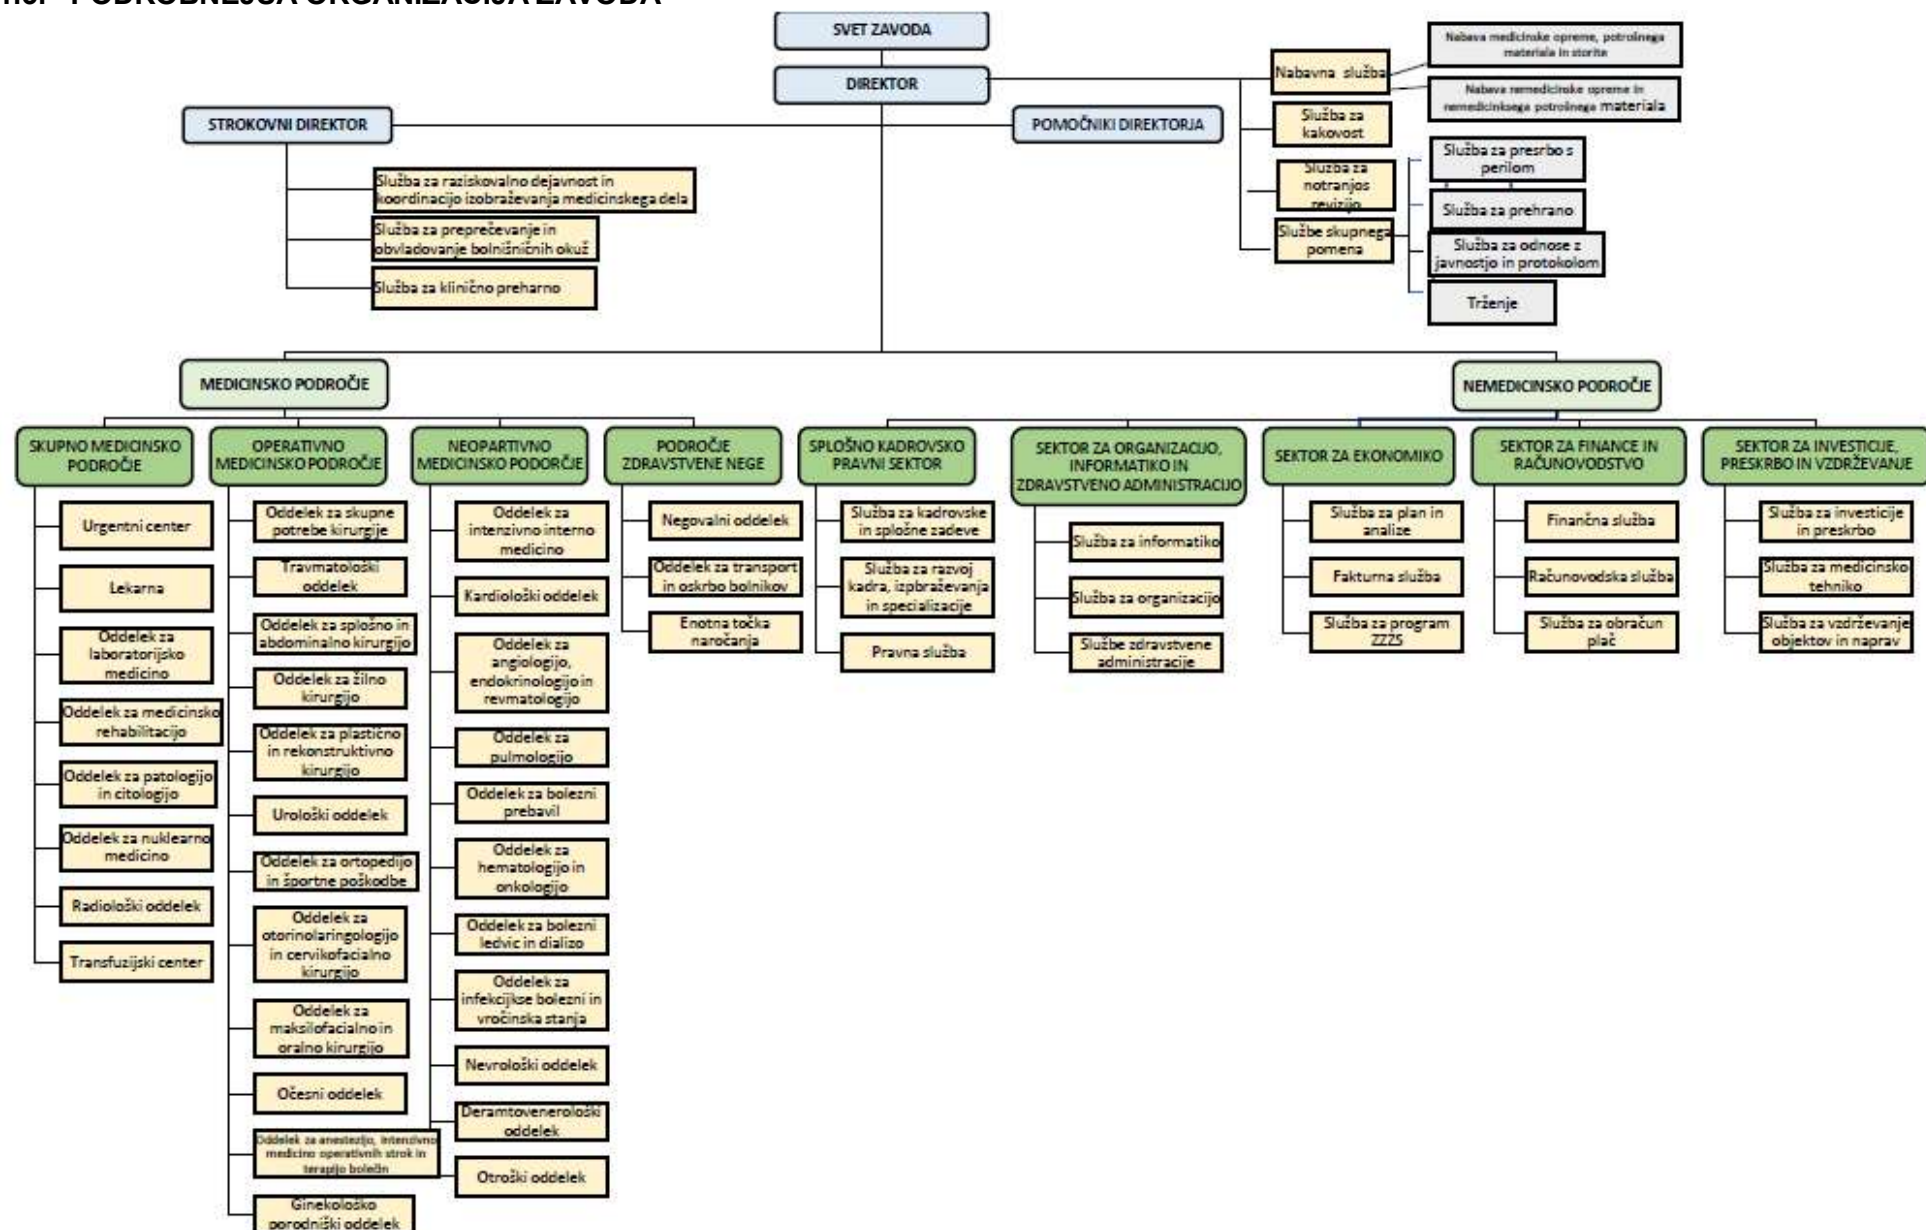 PODROBNEJŠA ORGANIZACIJA ZAVODA
SVET ZAVODA
DIREKTOR
STROKOVNI DIREKTOR
POMOČNIKI DIREKTORJA
Služba za raziskovalno dejavnost in
koordinacijo izobraževanja medicinskega dela
Služba za preprečevanje in
obvladovanje bolnišničnih okuž
Služba za klinično preharno
Nabavna služba
Nabava medicinske opreme, potrošnega
materiala in storite
Nabava nemedicinske opreme in
nemedicinksega potrošnega materiala
Služba za
kakovost
Služba za
notranjos
revizijo
Službe skupnega
pomena
Služba za presrbo s
perilom
Služba za prehrano
Služba za odnose z
javnostjo in protokolom
Trženje
MEDICINSKO PODROČJE
NEMEDICINSKO PODROČJE
SKUPNO MEDICINSKO
PODROČJE
Urgentni center
Lekarna
Oddelek za
laboratorijsko
medicino
Oddelek za medicinsko
rehabilitacijo
Oddelek za patologijo
in citologijo
Oddelek za nuklearno
medicino
Radiološki oddelek
Transfuzijski center
OPERATIVNO
MEDICINSKO PODROČJE
Oddelek za skupne
potrebe kirurgije
Travmatološki
oddelek
Oddelek za splošno in
abdominalno kirurgijo
Oddelek za žilno
kirurgijo
Oddelek za plastično
in rekonstruktivno
kirurgijo
Urološki oddelek
Oddelek za ortopedijo
in športne poškodbe
Oddelek za
otorinolaringologijo
in cervikofacialno
kirurgijo
Oddelek za
maksilofacialno in
oralno kirurgijo
Očesni oddelek
Oddelek za anestezijo, intenzivno
medicino operativnih strok in
terapijo bolečin
Ginekološko
porodniški oddelek
NEOPARTIVNO
MEDICINSKO PODORČJE
Oddelek za
intenzivno interno
medicino
Kardiološki oddelek
Oddelek za
angiologijo,
endokrinologijo in
revmatologijo
Oddelek za
pulmologijo
Oddelek za bolezni
prebavil
Oddelek za
hematologijo in
onkologijo
Oddelek za bolezni
ledvic in dializo
Oddelek za
infekcijkse bolezni in
vročinska stanja
Nevrološki oddelek
Deramtovenerološki
oddelek
Otroški oddelek
PODROČJE
ZDRAVSTVENE NEGE
Negovalni oddelek
Oddelek za transport
in oskrbo bolnikov
Enotna točka
naročanja
SPLOŠNO KADROVSKO
PRAVNI SEKTOR
Služba za kadrovske
in splošne zadeve
Služba za razvoj
kadra, izpbraževanja
in specializacije
Pravna služba
SEKTOR ZA ORGANIZACIJO,
INFORMATIKO IN
ZDRAVSTVENO ADMINISTRACIJO
Služba za informatiko
Služba za organizacijo
Službe zdravstvene
administracije
SEKTOR ZA EKONOMIKO
Služba za plan in
analize
Fakturna služba
Služba za program
ZZZS
SEKTOR ZA FINANCE IN
RAČUNOVODSTVO
Finančna služba
Računovodska služba
Služba za obračun
plač
SEKTOR ZA INVESTICIJE,
PRESKRBO IN VZDRŽEVANJE
Služba za investicije
in preskrbo
Služba za medicinsko
tehniko
Služba za vzdrževanje
objektov in naprav